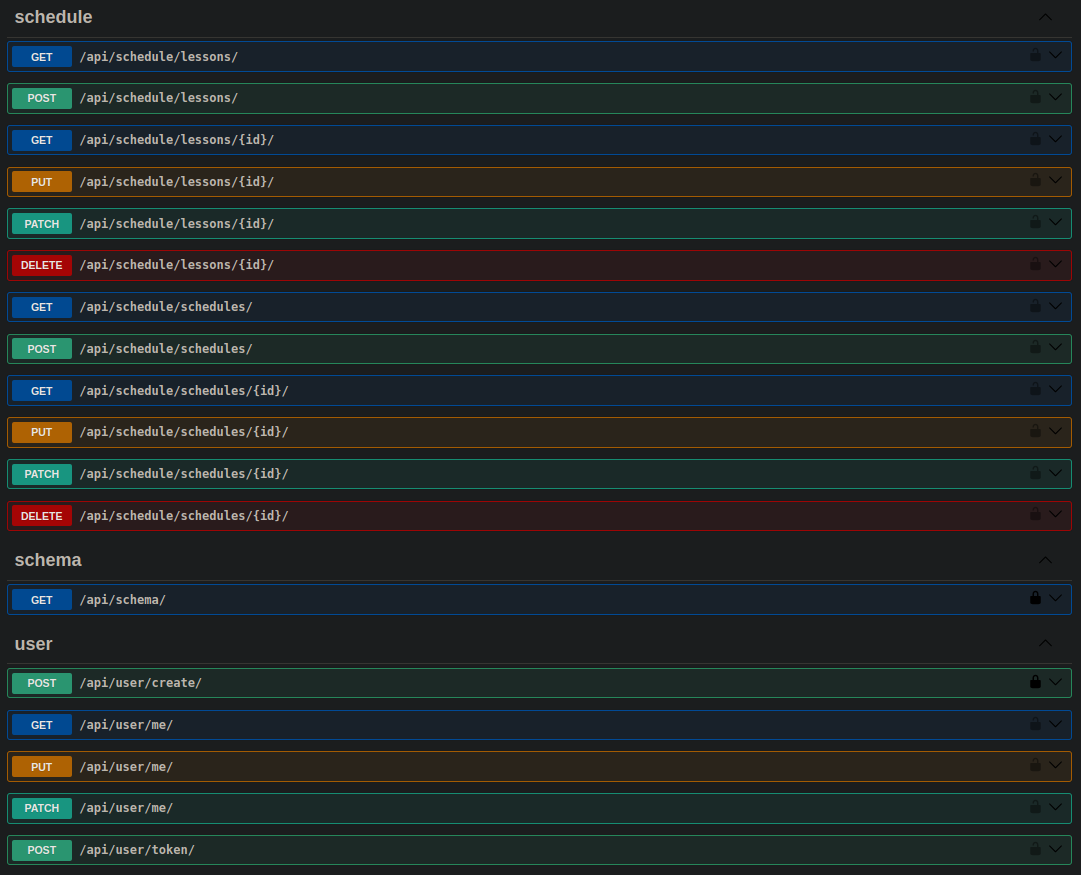 schedule
GET /api/schedule/lessons/
POST /api/schedule/lessons/
GET /api/schedule/lessons/{id}/
PUT /api/schedule/lessons/{id}/
PATCH /api/schedule/lessons/{id}/
DELETE /api/schedule/lessons/{id}/
GET /api/schedule/schedules/
POST /api/schedule/schedules/
GET /api/schedule/schedules/{id}/
PUT /api/schedule/schedules/{id}/
PATCH /api/schedule/schedules/{id}/
DELETE /api/schedule/schedules/{id}/
schema
GET /api/schema/
user
POST /api/user/create/
GET /api/user/me/
PUT /api/user/me/
PATCH /api/user/me/
POST /api/user/token/